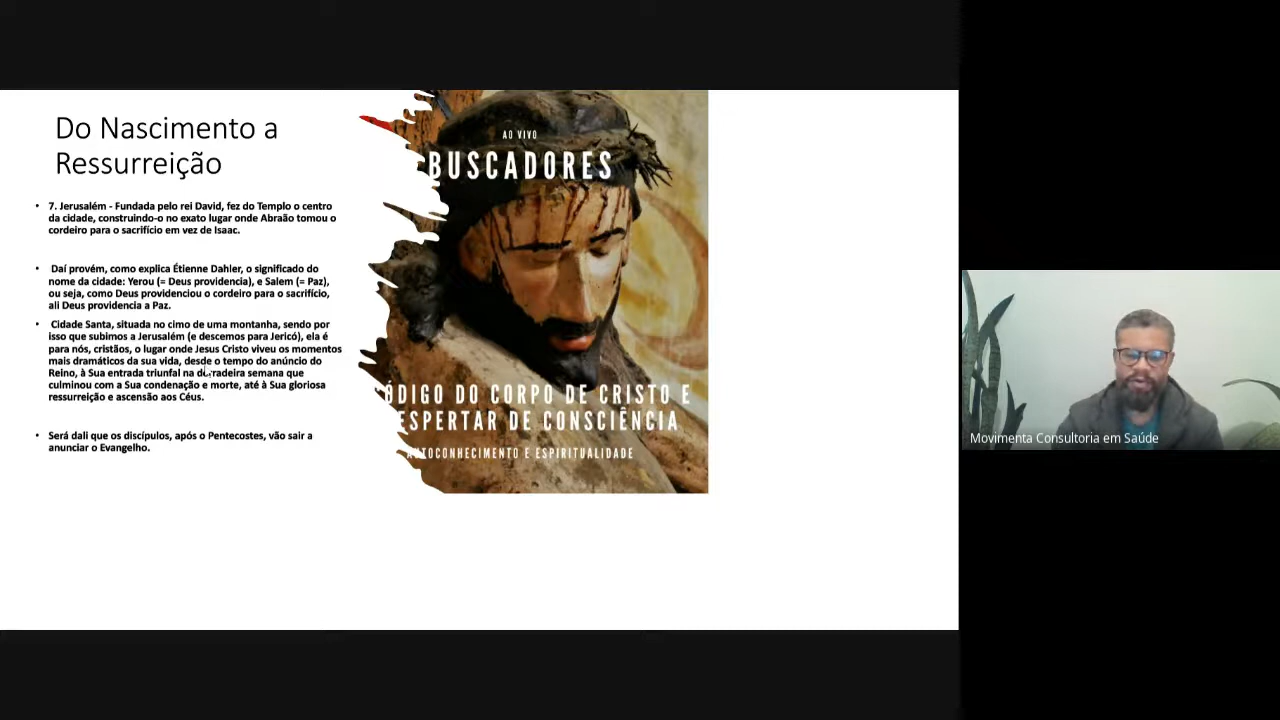 Do Nascimento a
Ressurreição
• 7. Jerusalém - Fundada pelo rei David, fez do Templo o centro
da cidade, construindo-o no exato lugar onde Abraão tomou o
cordeiro para o sacrifício em vez de Isaac.
• Daí provém, como explica Étienne Dahler, o significado do
nome da cidade: Yerou (= Deus providencia), e Salem (= Paz),
ou seja, como Deus providenciou o cordeiro para o sacrifício,
ali Deus providencia a Paz.
• Cidade Santa, situada no cimo de uma montanha, sendo por
isso que subimos a Jerusalém (e descemos para Jericó), ela é
para nós, cristãos, o lugar onde Jesus Cristo viveu os momentos
mais dramáticos da sua vida, desde o tempo do anúncio do
Reino, à Sua entrada triunfal na derradeira semana que
culminou com a Sua condenação e morte, até à Sua gloriosa
ressurreição e ascensão aos Céus.
• Será dali que os discípulos, após o Pentecostes, vão sair a
anunciar o Evangelho.
AO VIVO
BUSCADORES
CÓDIGO DO CORPO DE CRISTO E
DESPERTAR DE CONSCIÊNCIA
AUTOCONHECIMENTO E ESPIRITUALIDADE
Movimenta Consultoria em Saúde